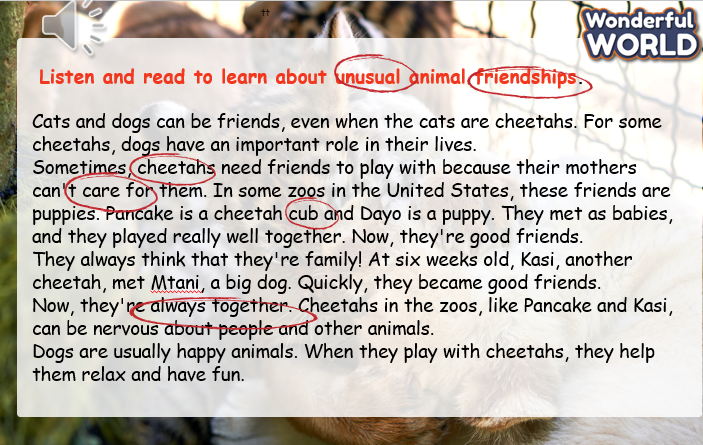 Wonderful
WORLD
Listen and read to learn about unusual animal friendships.
Cats and dogs can be friends, even when the cats are cheetahs. For some
cheetahs, dogs have an important role in their lives.
Sometimes, cheetahs need friends to play with because their mothers
can't care for them. In some zoos in the United States, these friends are
puppies. Pancake is a cheetah cub and Dayo is a puppy. They met as babies,
and they played really well together. Now, they're good friends.
They always think that they're family! At six weeks old, Kasi, another
cheetah, met Mtani, a big dog. Quickly, they became good friends.
Now, they're always together. Cheetahs in the zoos, like Pancake and Kasi,
can be nervous about people and other animals.
Dogs are usually happy animals. When they play with cheetahs, they help
them relax and have fun.